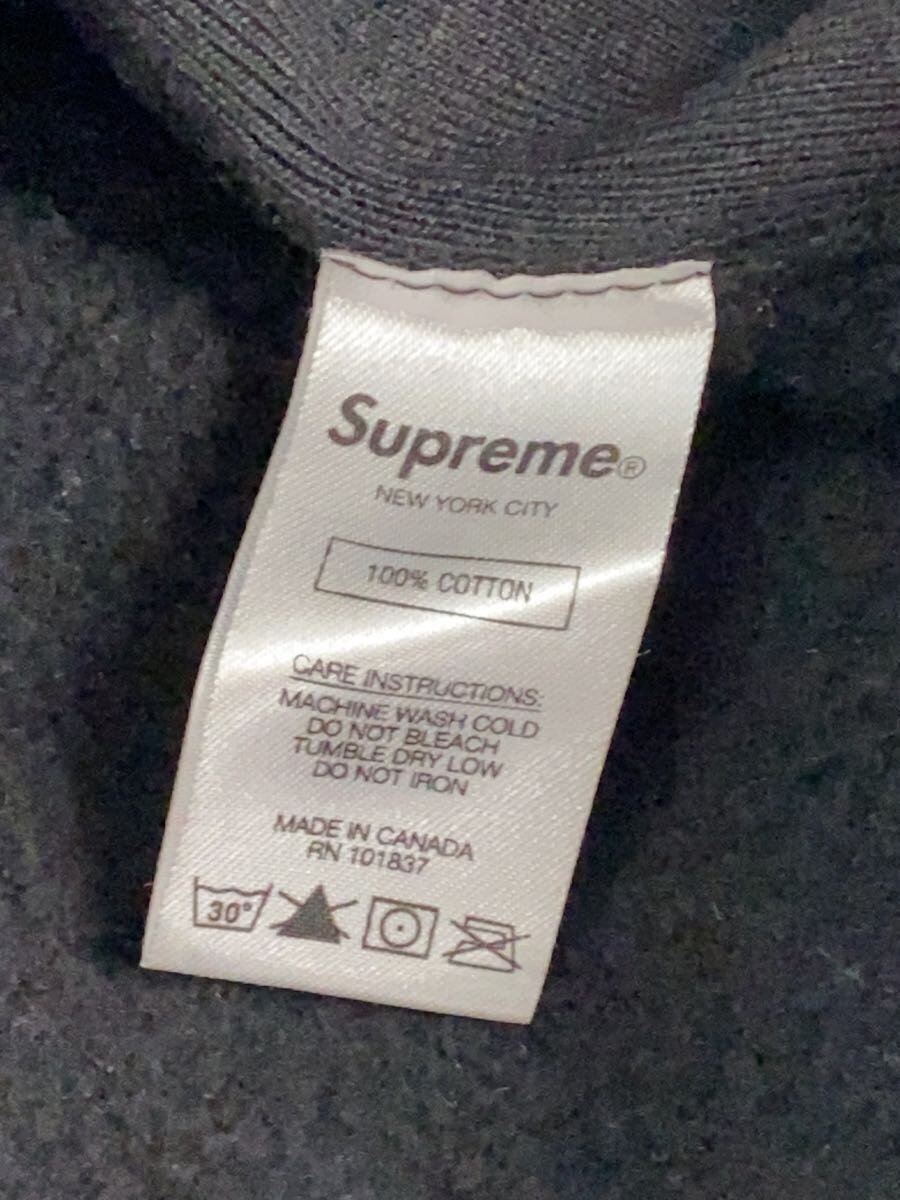 Supreme®
NEW YORK CITY
100% COTTON
CARE INSTRUCTIONS:
MACHINE WASH COLD
DO NOT BLEACH
TUMBLE DRY LOW
DO NOT IRON
MADE IN CANADA
RN 101837
30°